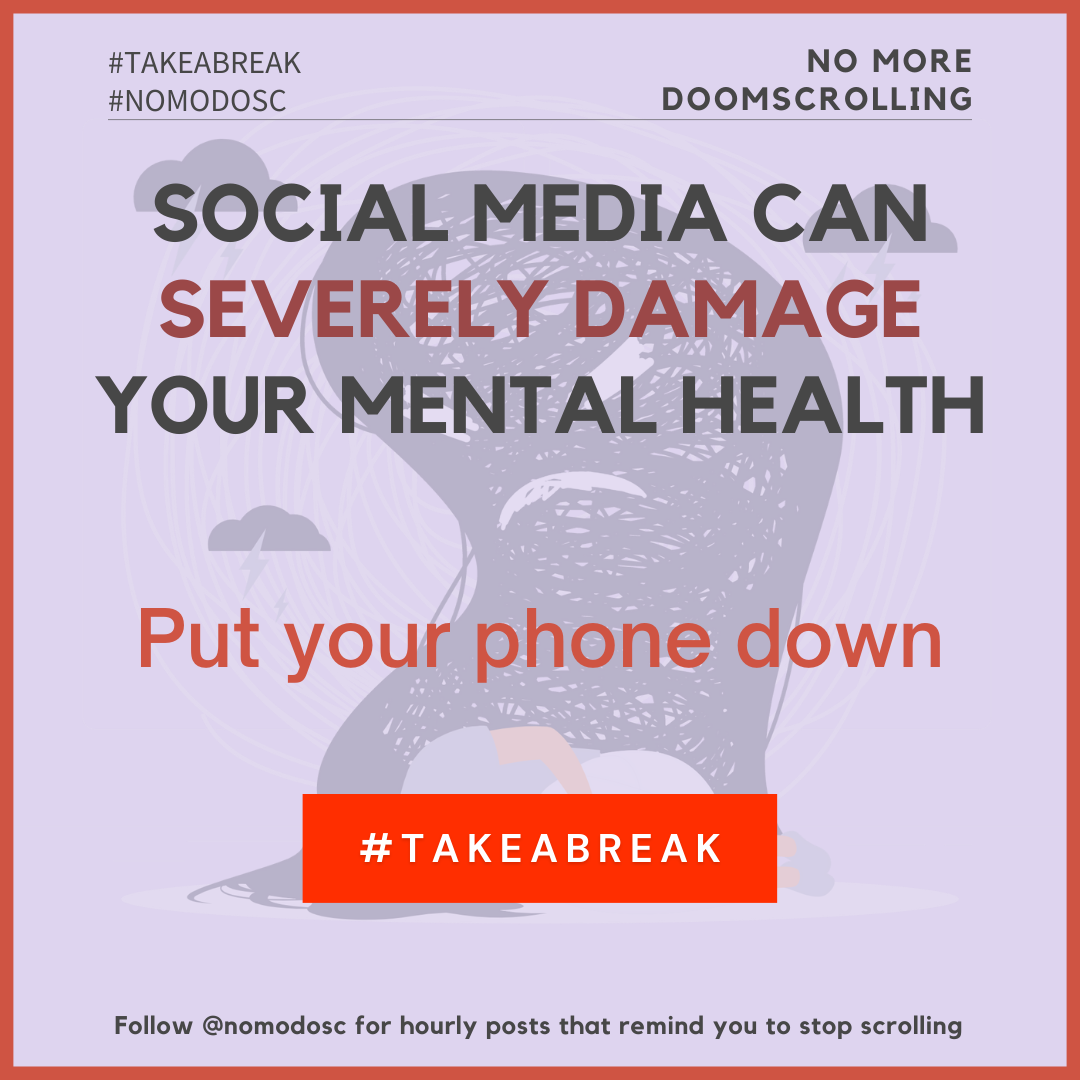 #TAKEABREAK
#NOMODOSC
NO MORE
DOOMSCROLLING
SOCIAL MEDIA CAN
SEVERELY DAMAGE
YOUR MENTAL HEALTH
Put your phone down
#TAKEABREAK
Follow @nomodosc for hourly posts that remind you to stop scrolling